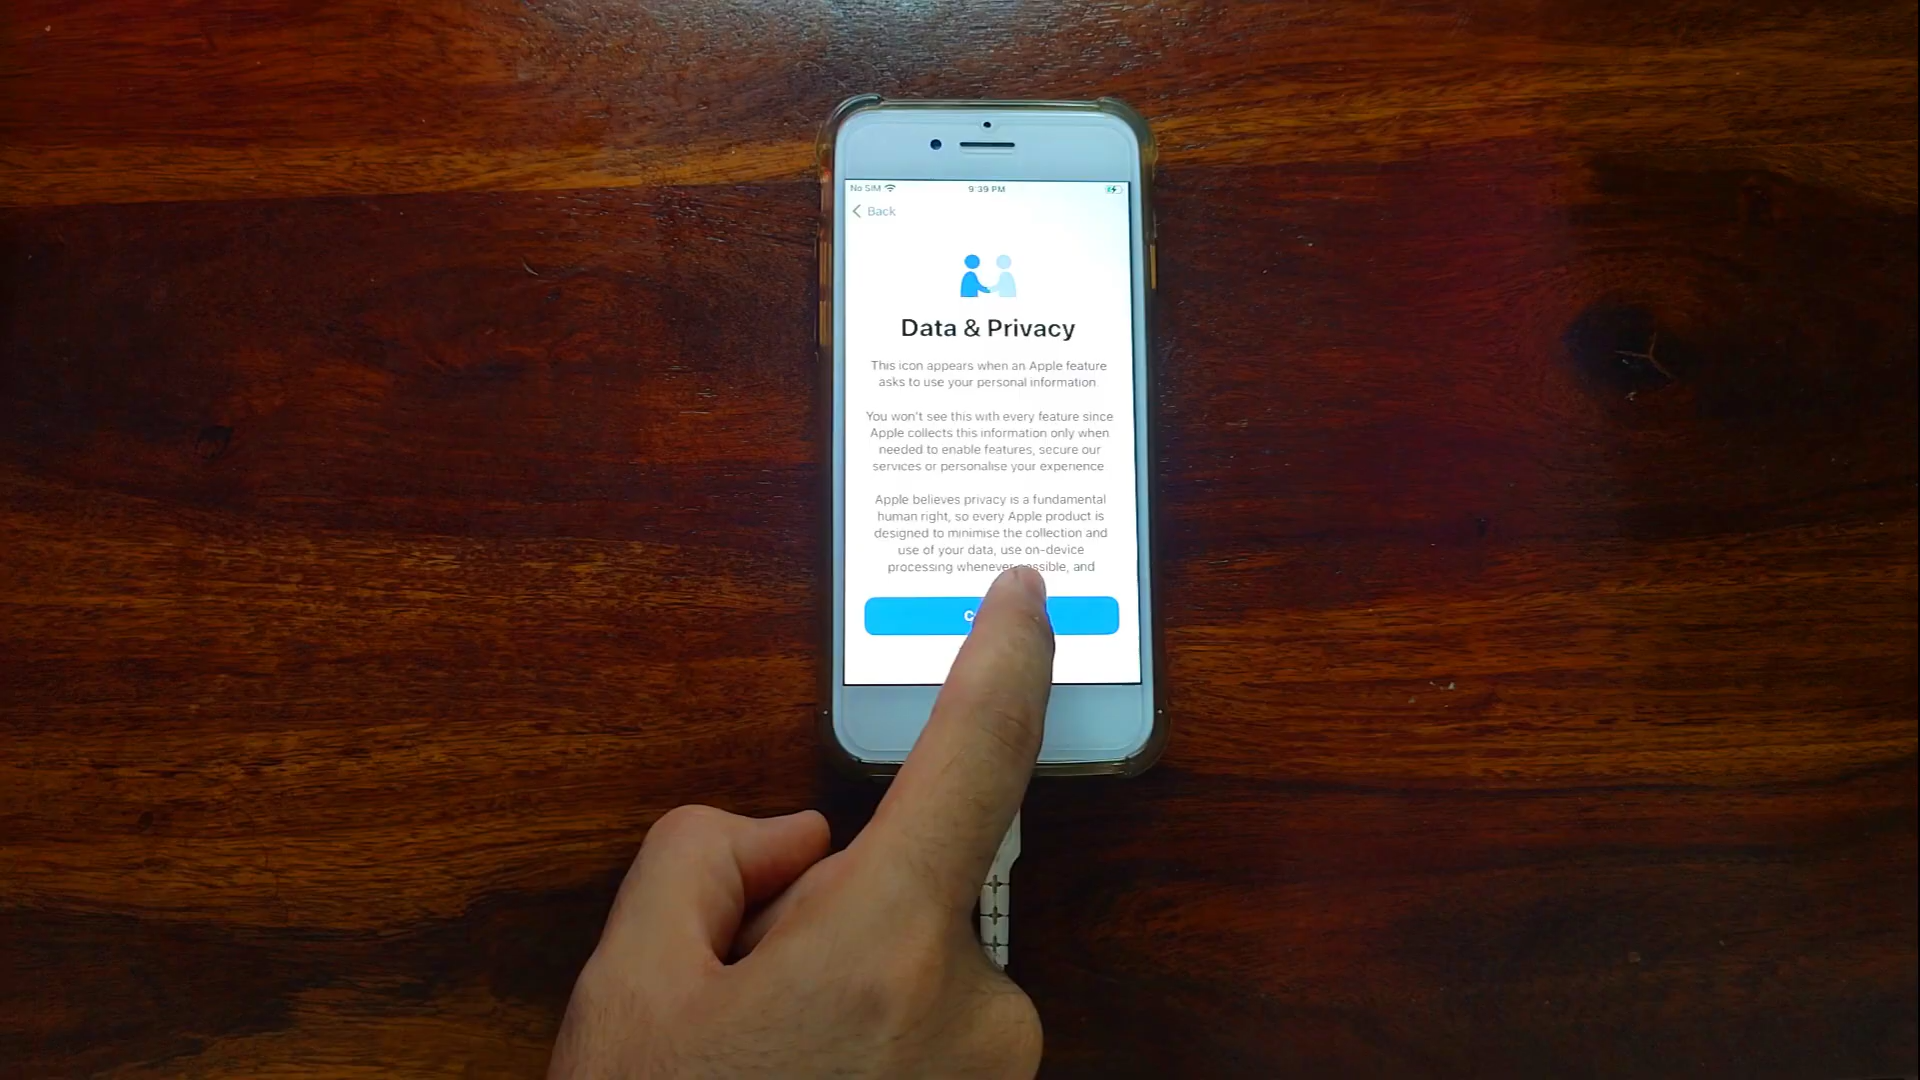 No SIM 9:39 PM
Back
Data & Privacy
This icon appears when an Apple feature
asks to use your personal information.
You won't see this with every feature since
Apple collects this information only when
needed to enable features, secure our
services or personalise your experience
Apple believes privacy is a fundamental
human right, so every Apple product is
designed to minimise the collection and
use of your data, use on-device
processing whenever possible, and